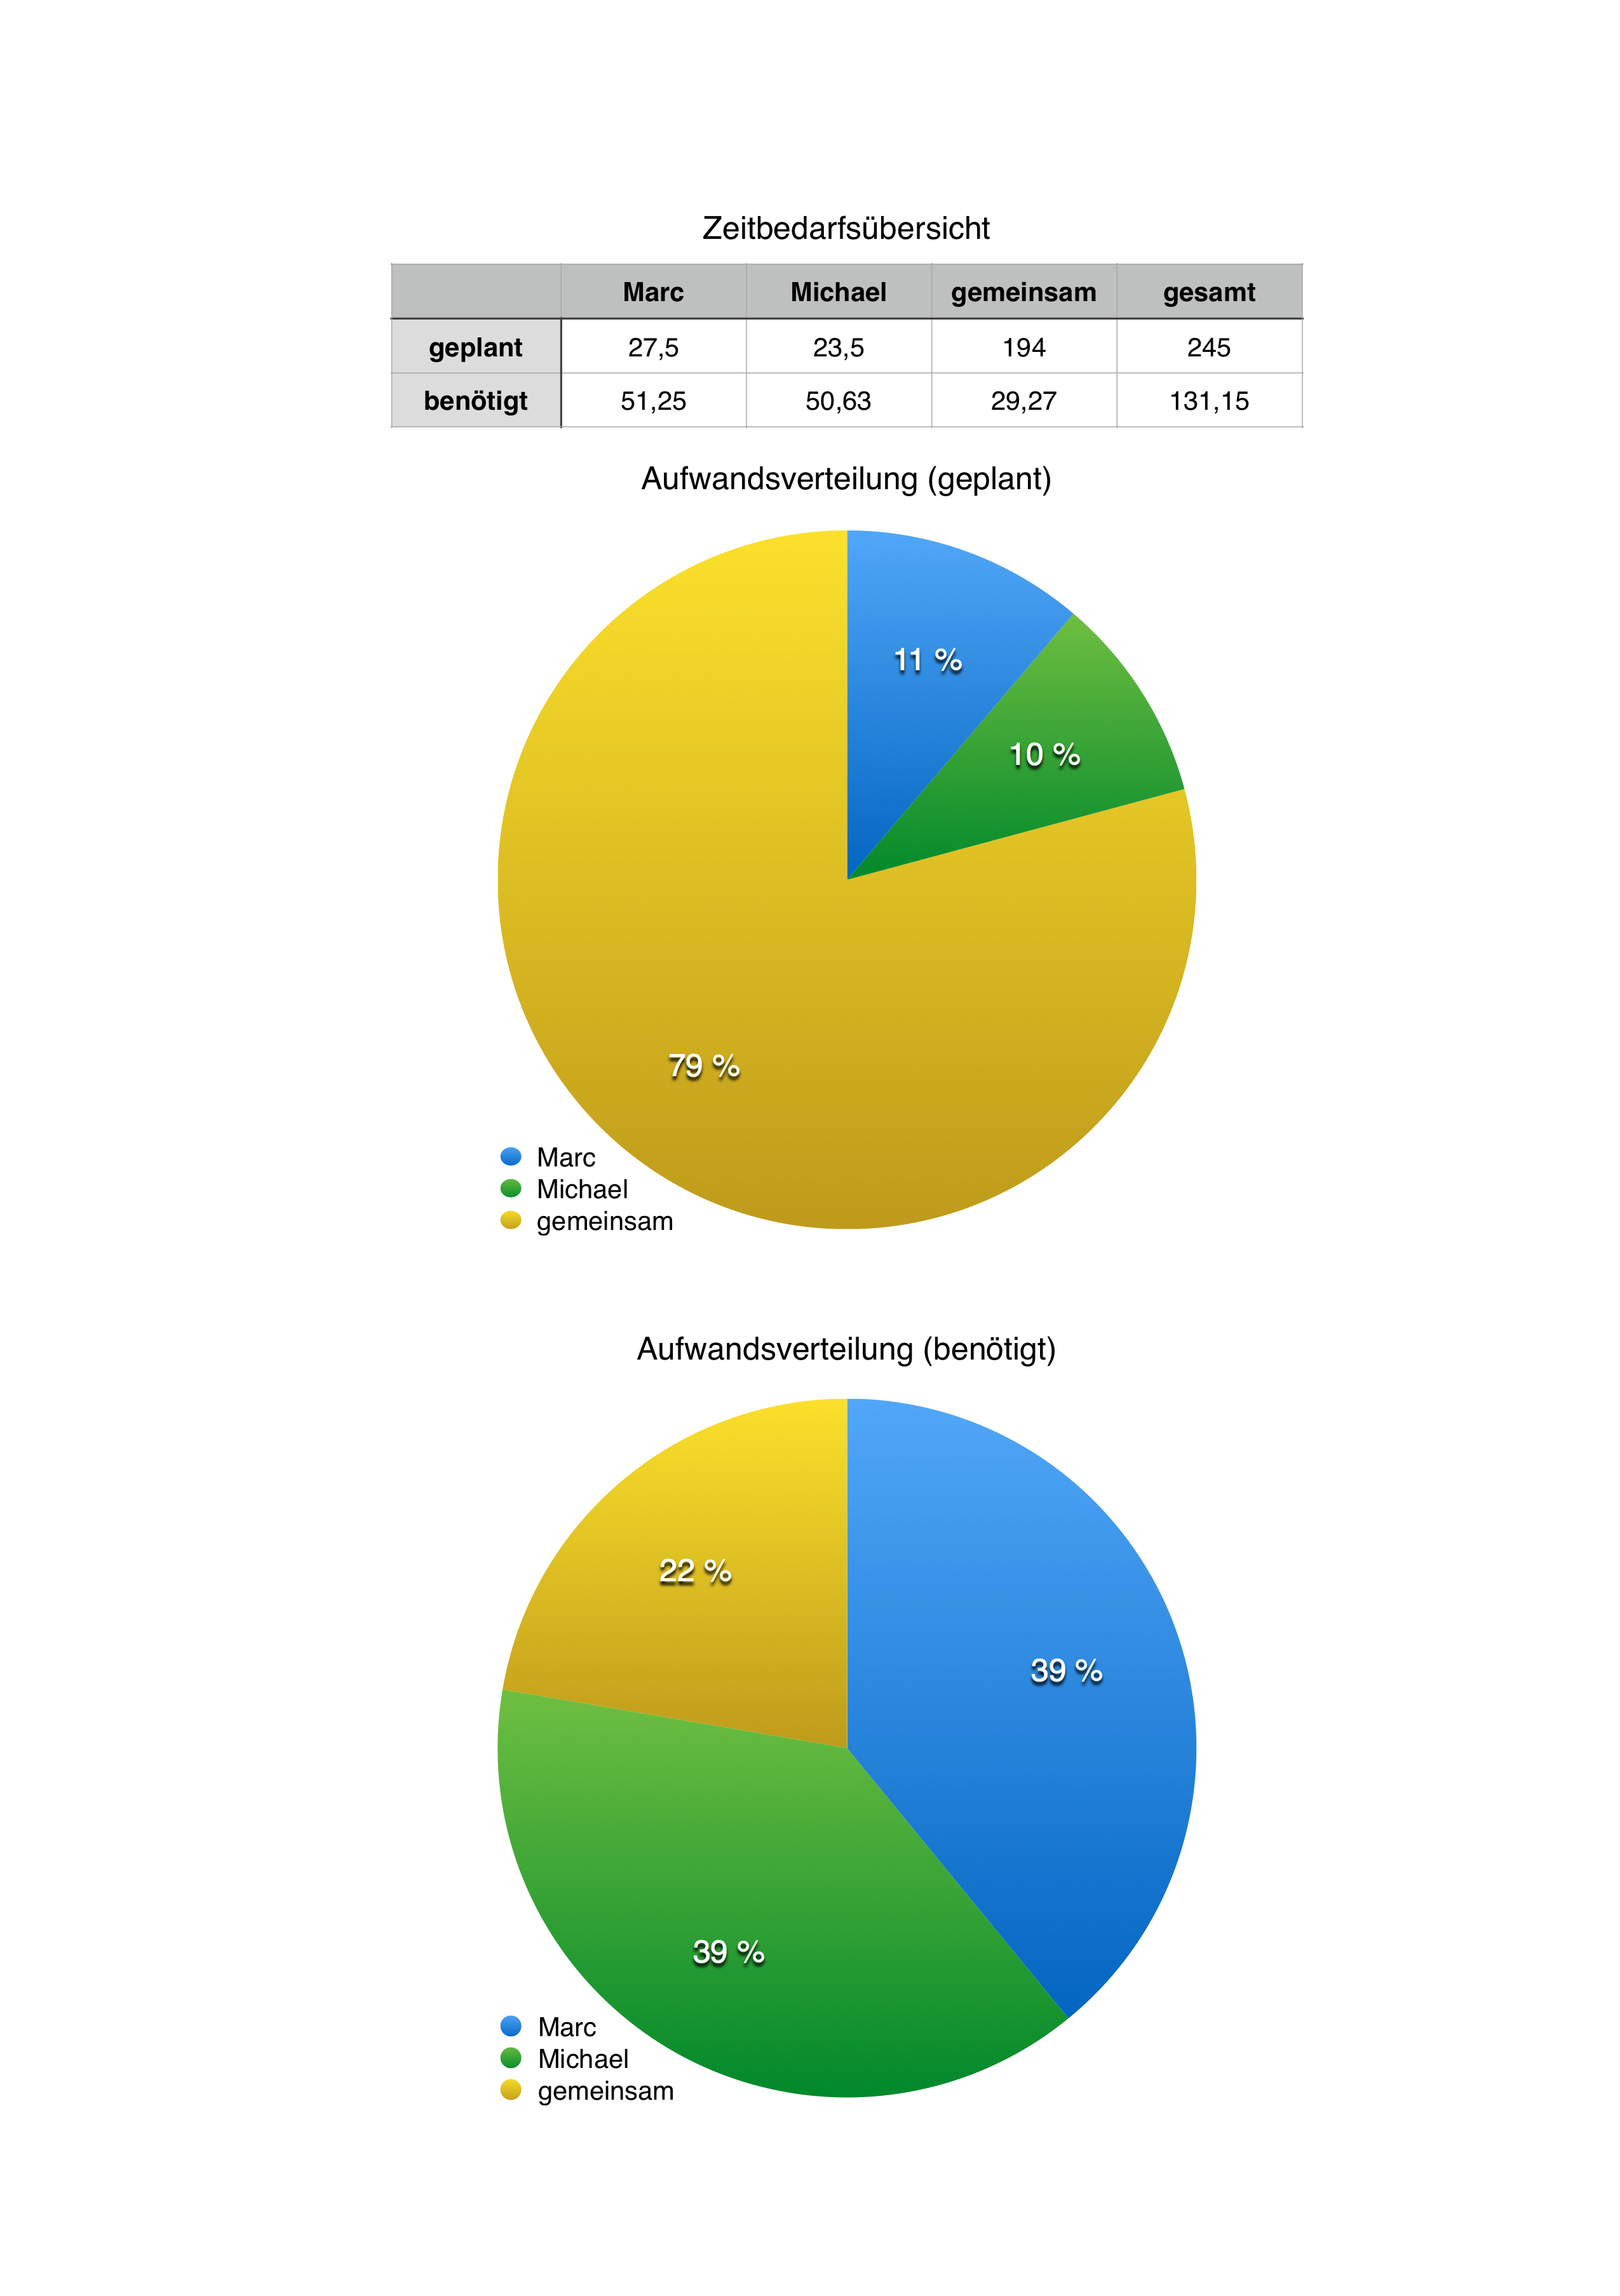 Zeitbedarfsübersicht
Marc Michael gemeinsam gesamt
geplant 27,5 23,5 194 245
benötigt 51,25 50,63 29,27 131,15
Aufwandsverteilung (geplant)
11 %
10 %
79 %
Marc
Michael
gemeinsam
Aufwandsverteilung (benötigt)
22 %
39 %
39 %
Marc
Michael
gemeinsam